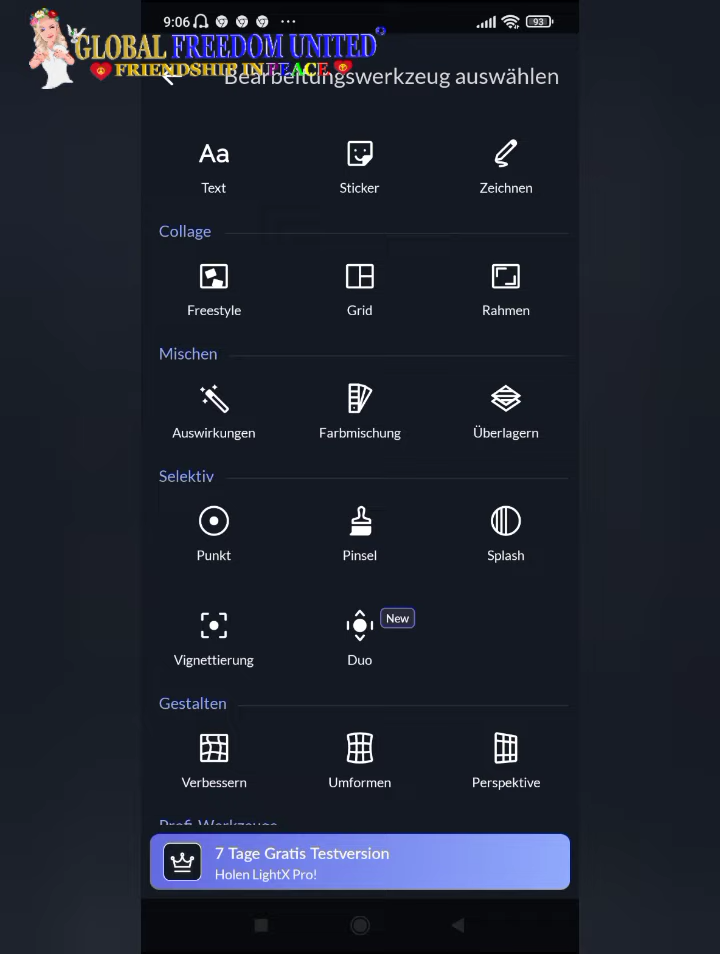 9:06
93
GLOBAL FREEDOM UNITED
FRIENDSHIP IN PEACE
Bearbeitungswerkzeug auswählen
Aa
Text Sticker Zeichnen
Collage
Freestyle Grid Rahmen
Mischen
Auswirkungen Farbmischung Überlagern
Selektiv
Punkt Pinsel Splash
New
Vignettierung Duo
Gestalten
Verbessern Umformen Perspektive
Profi-Werkzeuge
7 Tage Gratis Testversion
Holen LightX Pro!